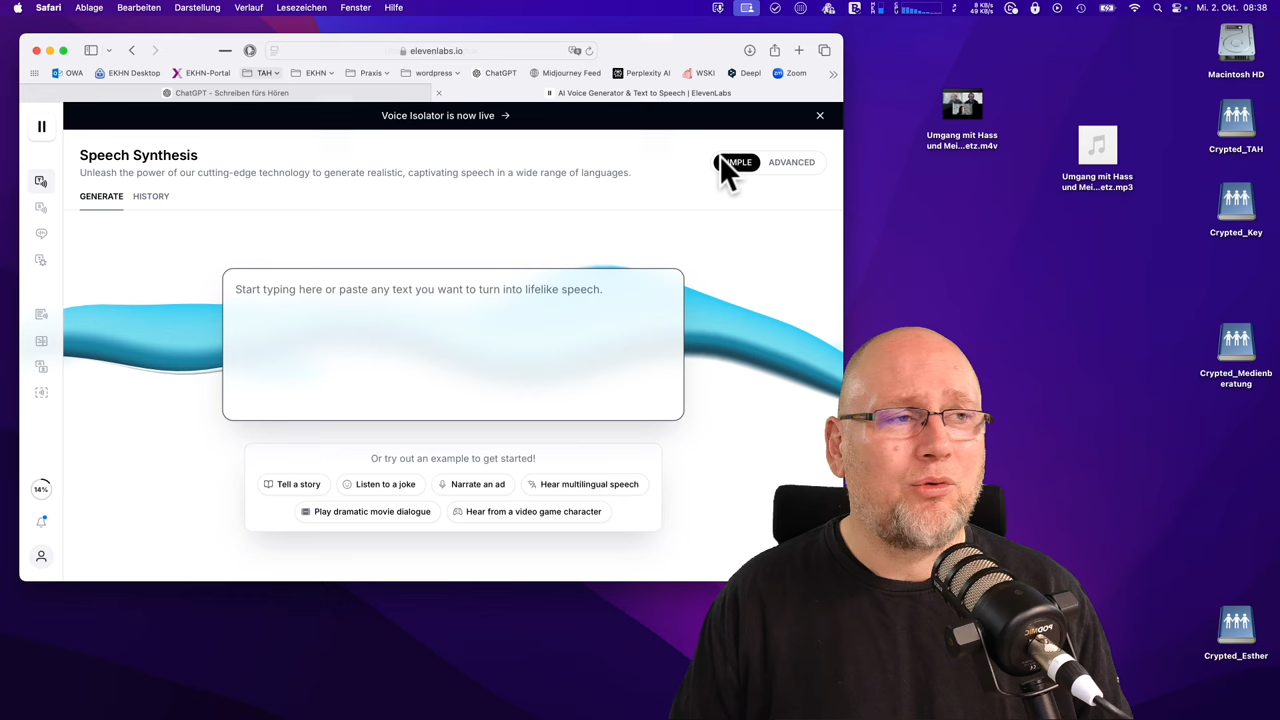 Safari Ablage Bearbeiten Darstellung Verlauf Lesezeichen Fenster Hilfe
Mi. 2. Okt. 08:38
elevenlabs.io
OWA EKHN Desktop EKHN-Portal TAH EKHN Praxis wordpress ChatGPT Midjourney Feed Perplexity AI WSKI Deepl Zoom
ChatGPT - Schreiben fürs Hören
AI Voice Generator & Text to Speech | ElevenLabs
Voice Isolator is now live →
Speech Synthesis
Unleash the power of our cutting-edge technology to generate realistic, captivating speech in a wide range of languages.
ADVANCED
GENERATE HISTORY
Start typing here or paste any text you want to turn into lifelike speech.
Or try out an example to get started!
Tell a story
Listen to a joke
Narrate an ad
Hear multilingual speech
Play dramatic movie dialogue
Hear from a video game character
14%
Umgang mit Hass
und Mei...etz.m4v
Umgang mit Hass
und Mei...etz.mp3
Macintosh HD
Crypted_TAH
Crypted_Key
Crypted_Medienb
eratung
Crypted_Esther
PODMIC